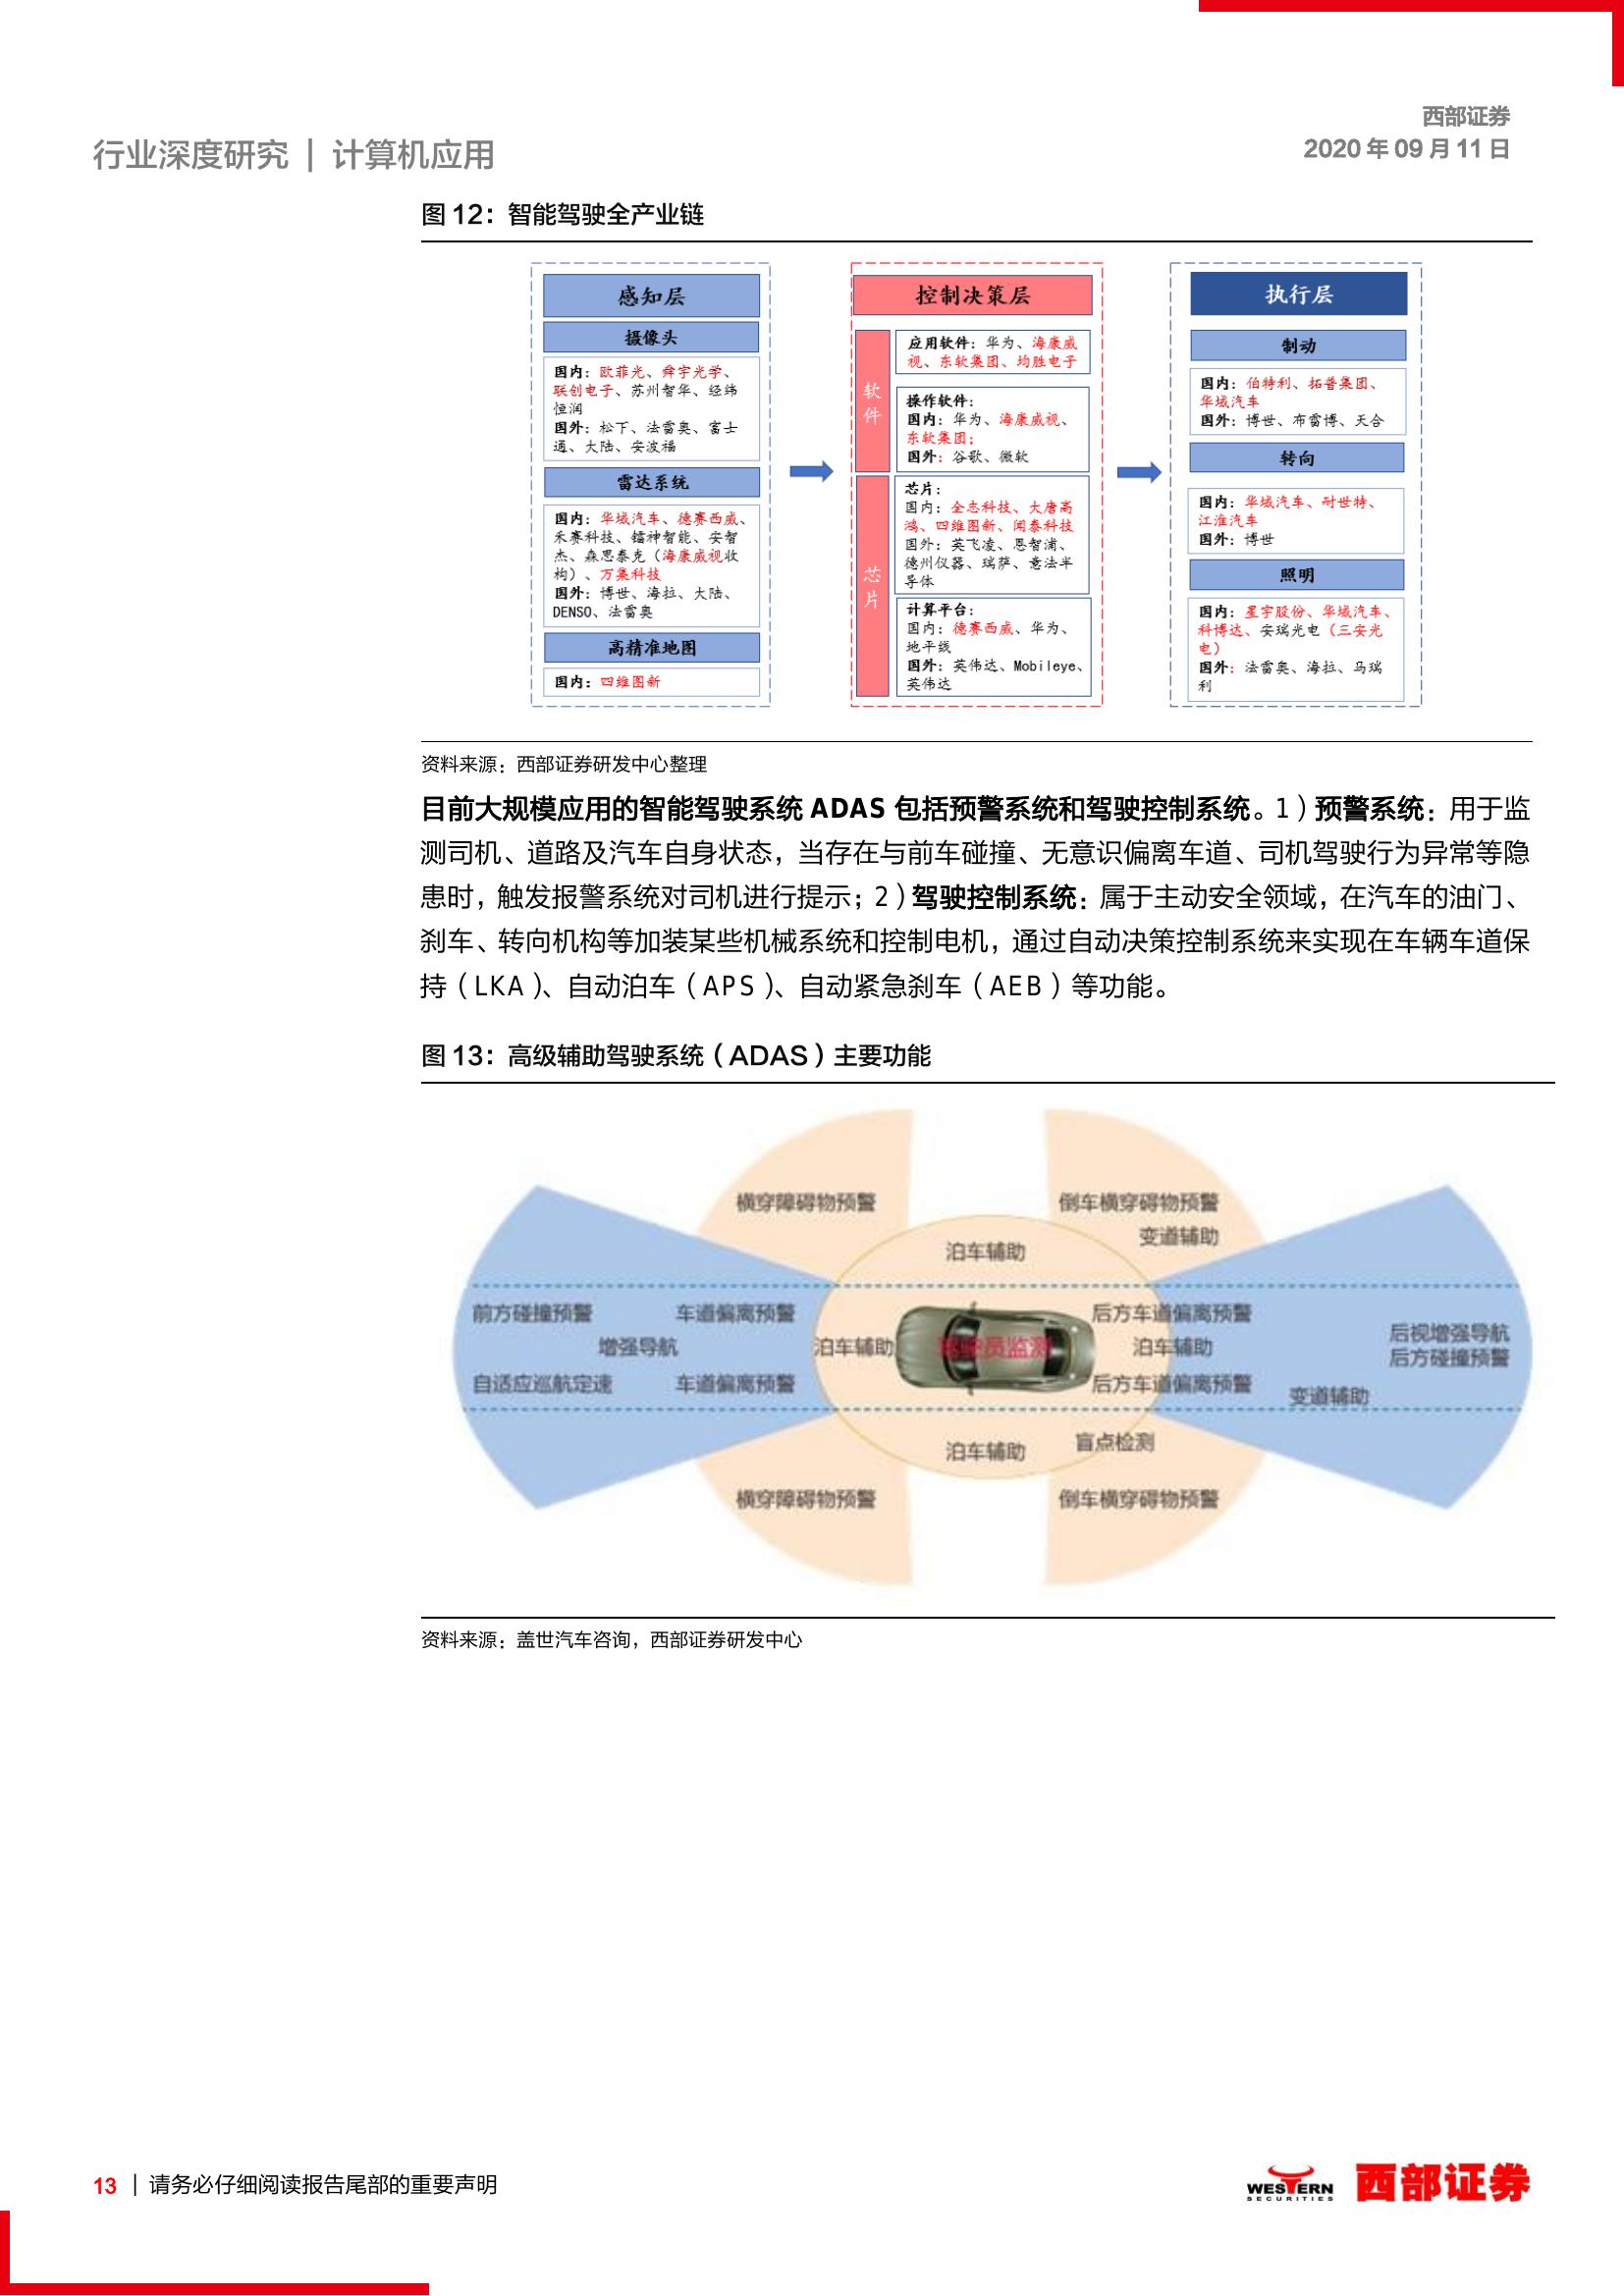 西部证券
行业深度研究 | 计算机应用
2020 年 09 月 11 日
图 12：智能驾驶全产业链
感知层
摄像头
国内：欧菲光、舜宇光学、
联创电子、苏州智华、经纬
恒润
国外：松下、法雷奥、富士
通、大陆、安波福
雷达系统
国内：华域汽车、德赛西威、
禾赛科技、镭神智能、安智
杰、森思泰克（海康威视收
构）、万集科技
国外：博世、海拉、大陆、
DENSO、法雷奥
高精准地图
国内：四维图新
控制决策层
软件
应用软件：华为、海康威
视、东软集团、均胜电子
操作软件：
国内：华为、海康威视、
东软集团；
国外：谷歌、微软
芯片
芯片：
国内：全志科技、大唐高
鸿、四维图新、闻泰科技
国外：英飞凌、恩智浦、
德州仪器、瑞萨、意法半
导体
计算平台：
国内：德赛西威、华为、
地平线
国外：英伟达、Mobileye、
英伟达
执行层
制动
国内：伯特利、拓普集团、
华域汽车
国外：博世、布雷博、天合
转向
国内：华域汽车、耐世特、
江淮汽车
国外：博世
照明
国内：星宇股份、华域汽车、
科博达、安瑞光电（三安光
电）
国外：法雷奥、海拉、马瑞
利
资料来源：西部证券研发中心整理
目前大规模应用的智能驾驶系统 ADAS 包括预警系统和驾驶控制系统。1）预警系统：用于监
测司机、道路及汽车自身状态，当存在与前车碰撞、无意识偏离车道、司机驾驶行为异常等隐
患时，触发报警系统对司机进行提示；2）驾驶控制系统：属于主动安全领域，在汽车的油门、
刹车、转向机构等加装某些机械系统和控制电机，通过自动决策控制系统来实现在车辆车道保
持（LKA）、自动泊车（APS）、自动紧急刹车（AEB）等功能。
图 13：高级辅助驾驶系统（ADAS）主要功能
横穿障碍物预警
倒车横穿碍物预警
变道辅助
泊车辅助
前方碰撞预警
车道偏离预警
后方车道偏离预警
增强导航
泊车辅助
驾驶员监测
泊车辅助
后视增强导航
后方碰撞预警
自适应巡航定速
车道偏离预警
后方车道偏离预警
变道辅助
泊车辅助
盲点检测
横穿障碍物预警
倒车横穿碍物预警
资料来源：盖世汽车咨询，西部证券研发中心
13 | 请务必仔细阅读报告尾部的重要声明
WESTERN
SECURITIES
西部证券